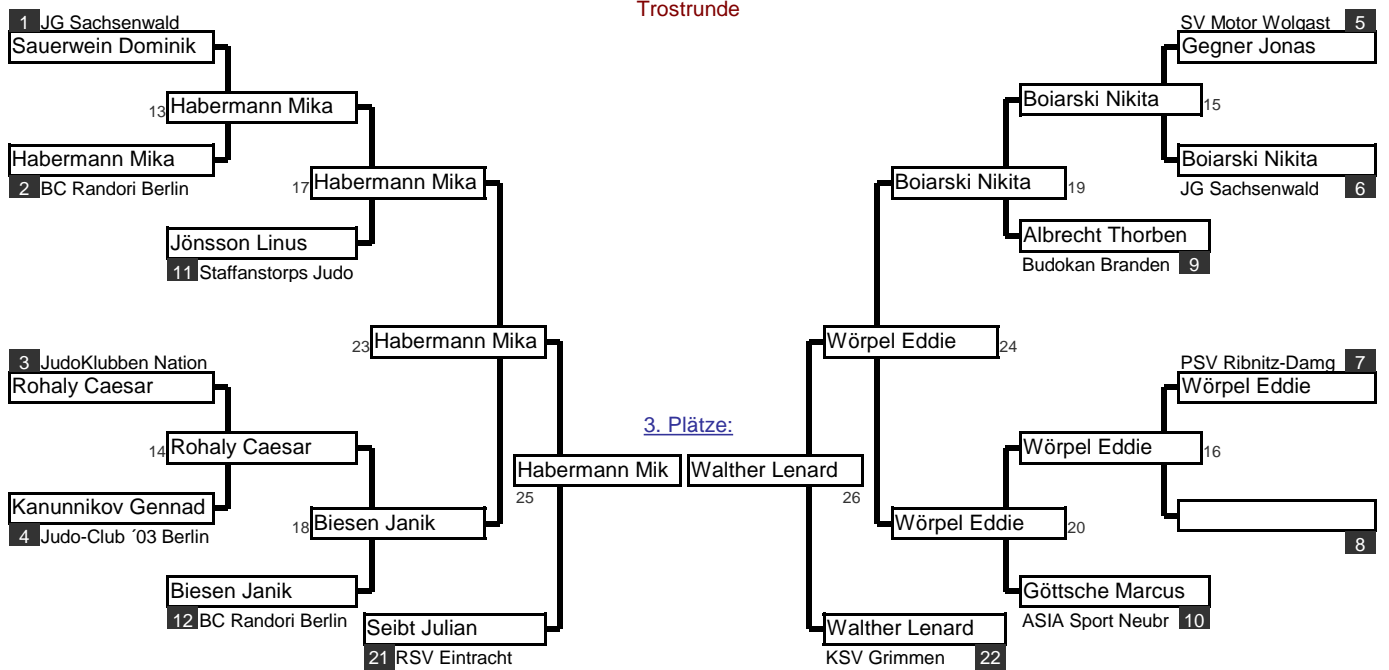 Trostrunde
1 JG Sachsenwald
Sauerwein Dominik
SV Motor Wolgast 5
Gegner Jonas
13 Habermann Mika
Boiarski Nikita 15
Habermann Mika
2 BC Randori Berlin
Boiarski Nikita
JG Sachsenwald 6
17 Habermann Mika
Boiarski Nikita 19
Jönsson Linus
11 Staffanstorps Judo
Albrecht Thorben
Budokan Branden 9
23 Habermann Mika
Wörpel Eddie 24
3 JudoKlubben Nation
Rohaly Caesar
PSV Ribnitz-Damg 7
Wörpel Eddie
3. Plätze:
14 Rohaly Caesar
Wörpel Eddie 16
Habermann Mik
25
Walther Lenard
26
Kanunnikov Gennad
4 Judo-Club ´03 Berlin
8
18 Biesen Janik
Wörpel Eddie 20
Biesen Janik
12 BC Randori Berlin
Göttsche Marcus
ASIA Sport Neubr 10
Seibt Julian
21 RSV Eintracht
Walther Lenard
KSV Grimmen 22